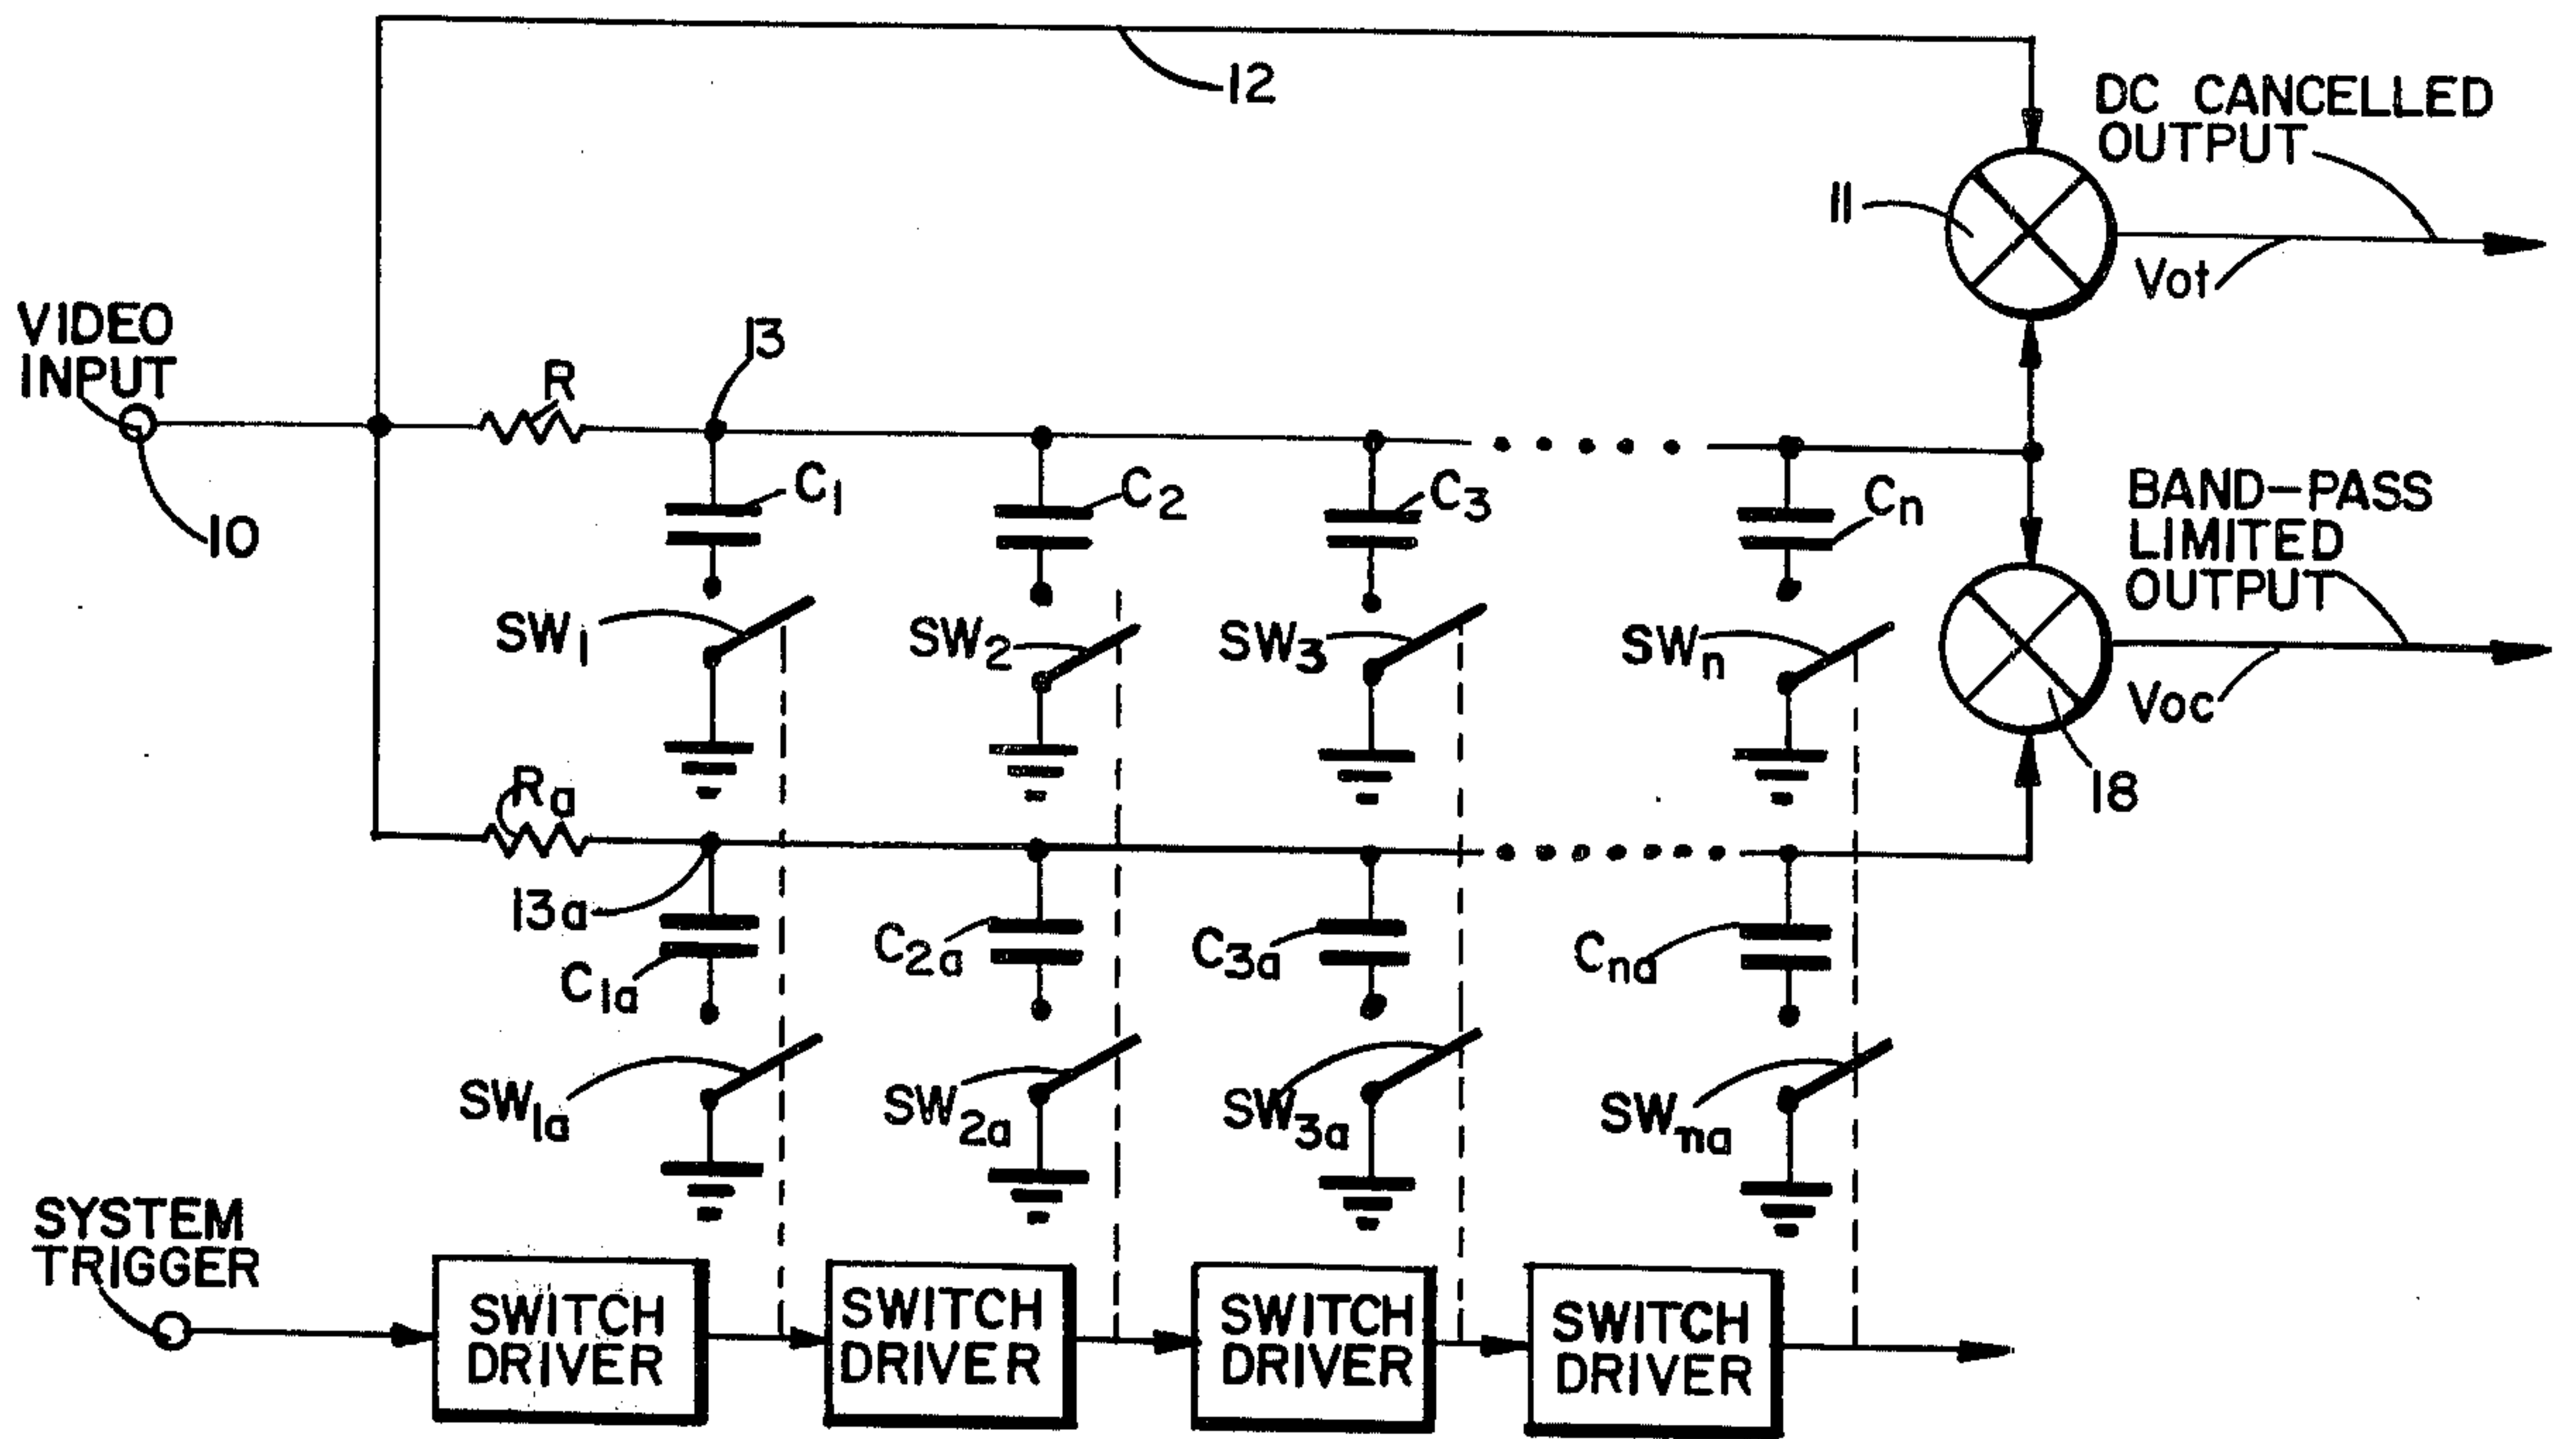 12
DC CANCELLED
OUTPUT
11
Vot
VIDEO
INPUT
R
13
10
C1
C2
C3
Cn
BAND-PASS
LIMITED
OUTPUT
SW1
SW2
SW3
SWn
Voc
18
Ra
13a
C1a
C2a
C3a
Cna
SW1a
SW2a
SW3a
SWna
SYSTEM
TRIGGER
SWITCH
DRIVER
SWITCH
DRIVER
SWITCH
DRIVER
SWITCH
DRIVER